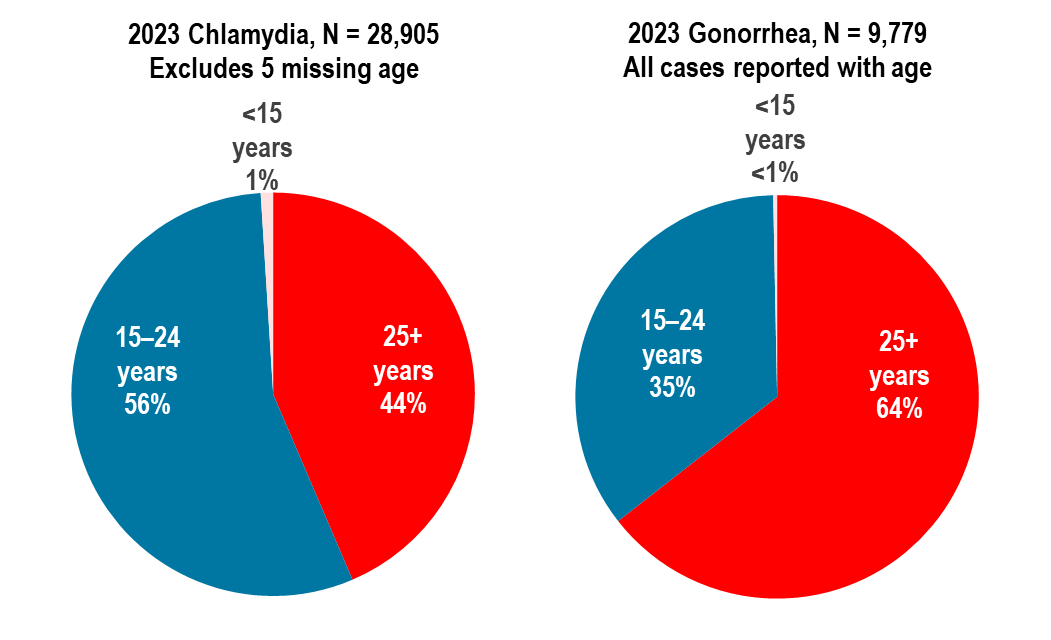 2023 Chlamydia, N = 28,905
Excludes 5 missing age
<15
years
1%
15–24
years
56%
25+
years
44%
2023 Gonorrhea, N = 9,779
All cases reported with age
<15
years
<1%
15–24
years
35%
25+
years
64%